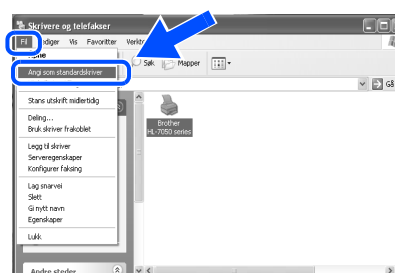 Skrivere og telefakser
Fil diger Vis Favoritter
Søk Mapper
Angi som standardskriver
Stans utskrift midlertidig
Deling...
Bruk skriver frakoblet
Legg til skriver
Serveregenskaper
Konfigurer faksing
Lag snarvei
Slett
Gi nytt navn
Egenskaper
Lukk
Brother
HL-7050 series
Andre steder